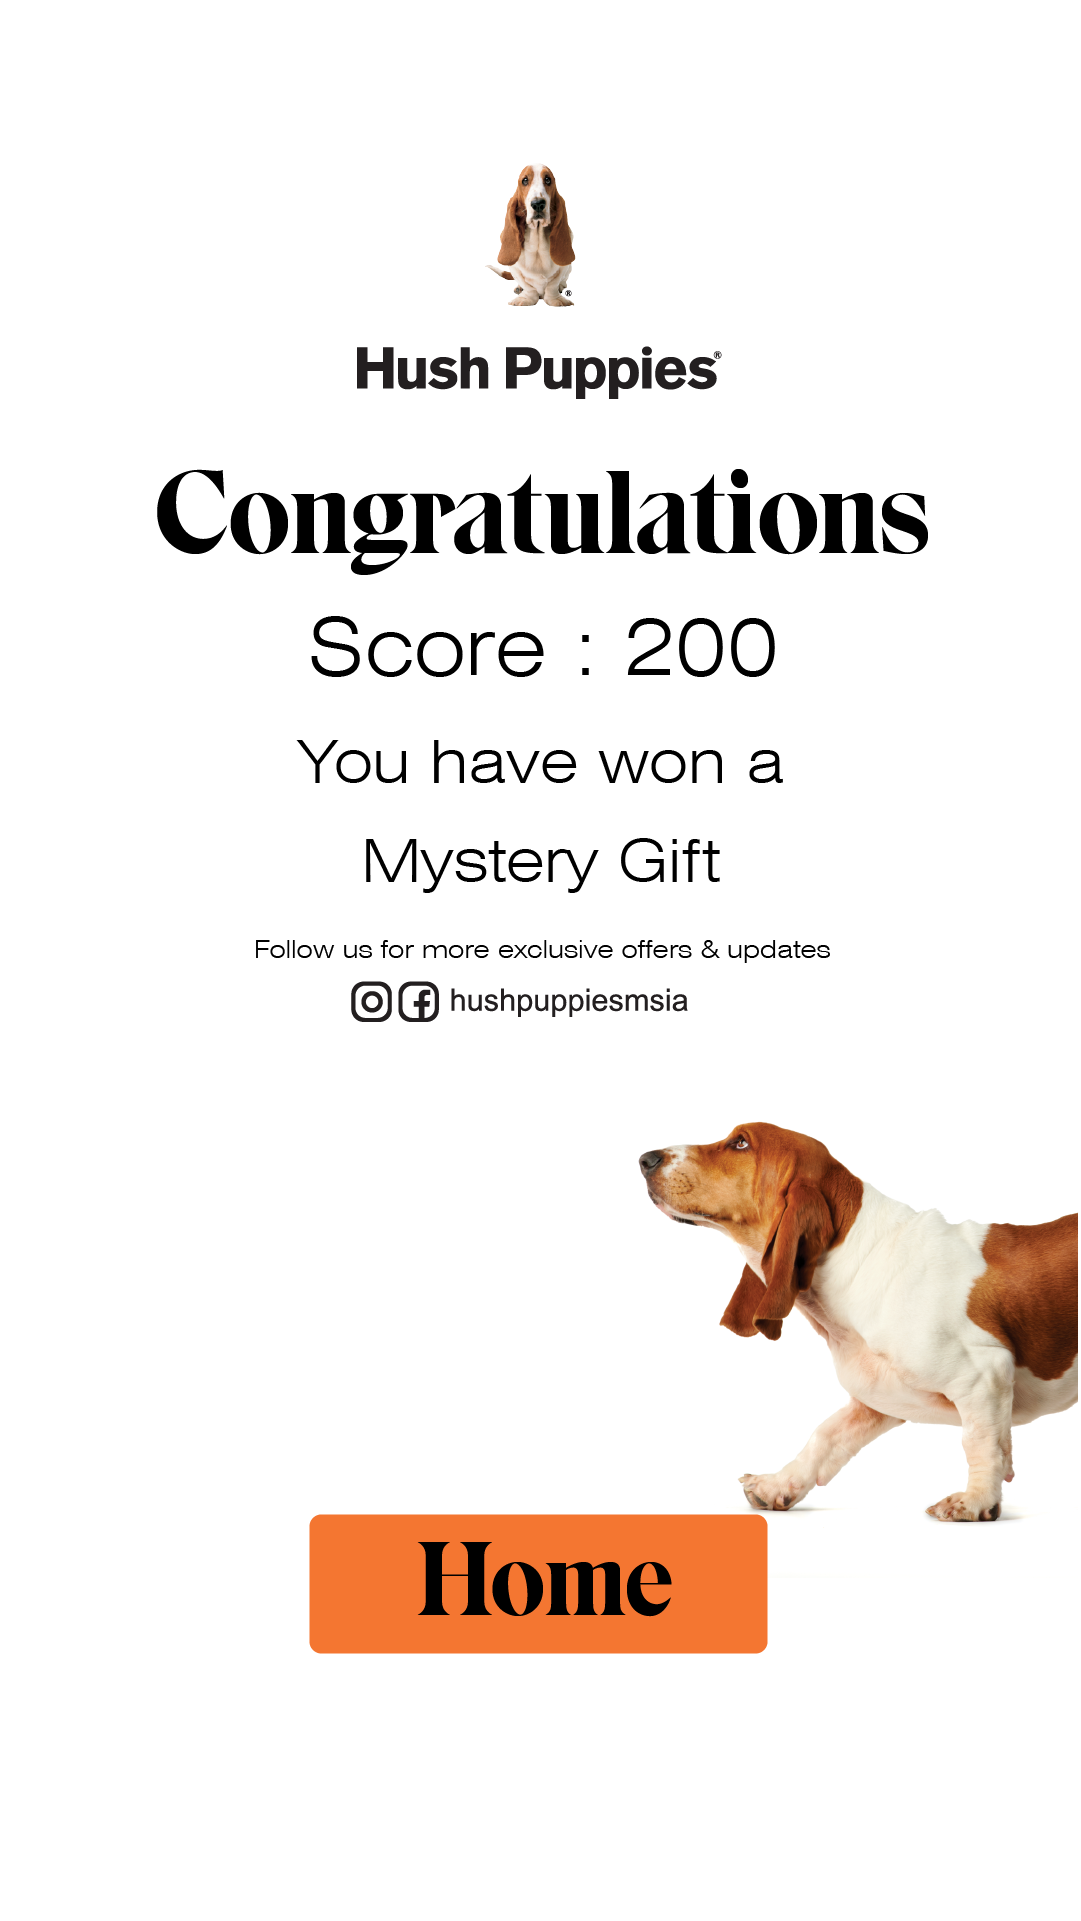 Hush Puppies®
Congratulations
Score : 200
You have won a
Mystery Gift
Follow us for more exclusive offers & updates
hushpuppiesmsia
Home